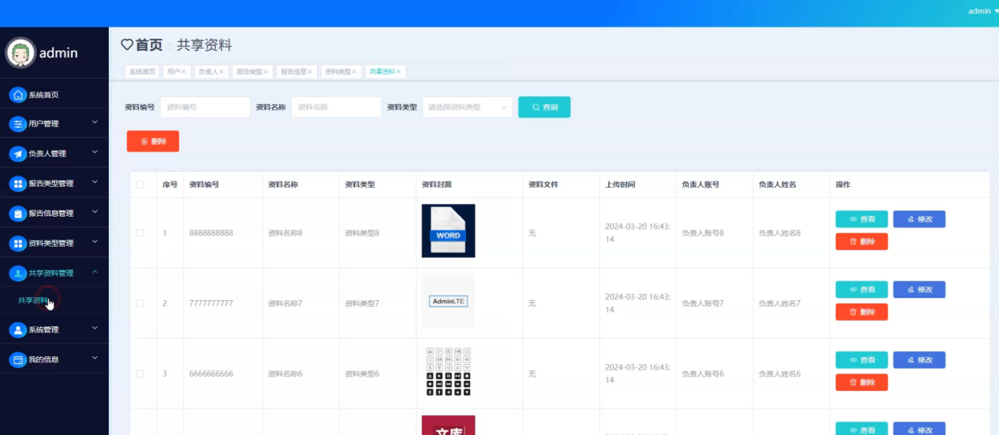 admin
admin
首页 共享资料
系统首页 用户 负责人 报告类型 报告信息 资料类型 共享资料
系统首页
用户管理
负责人管理
报告类型管理
报告信息管理
资料类型管理
共享资料管理
共享资料
系统管理
我的信息
资料编号 资料编号 资料名称 资料名称 资料类型 请选择资料类型 查询
删除
序号 资料编号 资料名称 资料类型 资料封面 资料文件 上传时间 负责人账号 负责人姓名 操作
1 8888888888 资料名称8 资料类型8 WORD 无 2024-03-20 16:43:14 负责人账号8 负责人姓名8 查看 修改
删除
2 7777777777 资料名称7 资料类型7 AdminLTE 无 2024-03-20 16:43:14 负责人账号7 负责人姓名7 查看 修改
删除
3 6666666666 资料名称6 资料类型6 无 2024-03-20 16:43:14 负责人账号6 负责人姓名6 查看 修改
删除
文库 查看 修改